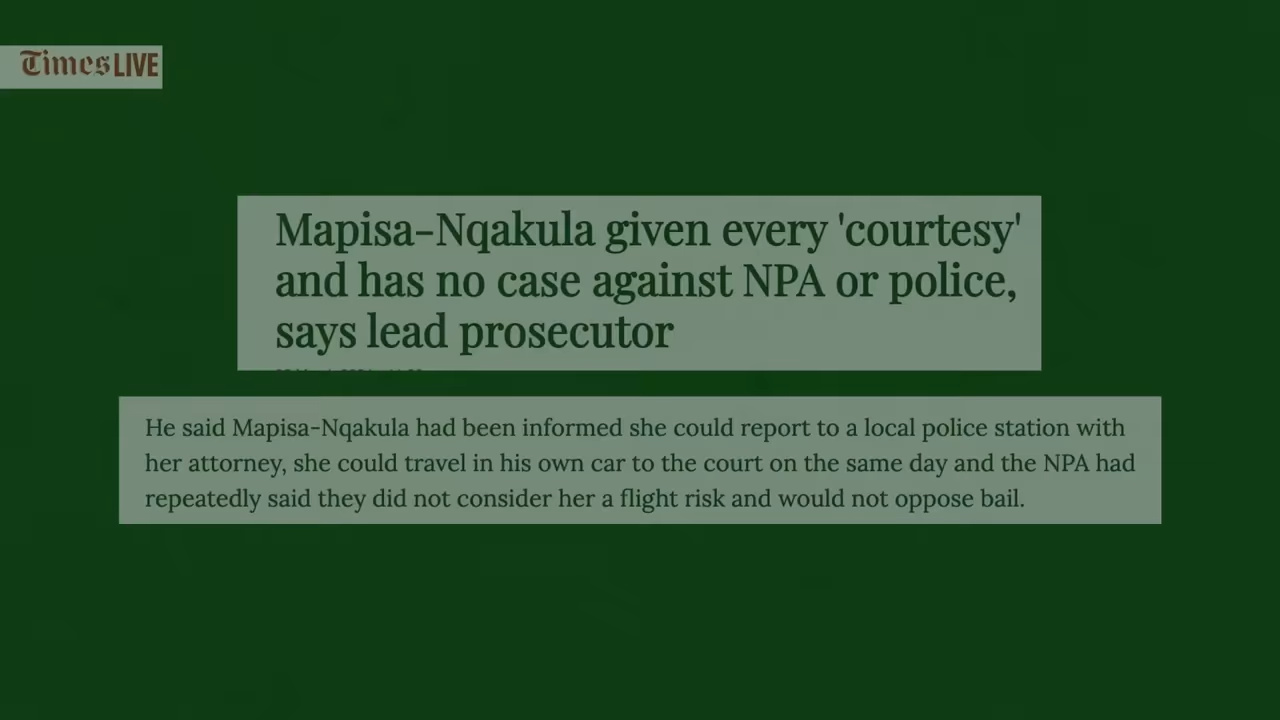 Times LIVE
Mapisa-Nqakula given every 'courtesy'
and has no case against NPA or police,
says lead prosecutor
He said Mapisa-Nqakula had been informed she could report to a local police station with
her attorney, she could travel in his own car to the court on the same day and the NPA had
repeatedly said they did not consider her a flight risk and would not oppose bail.